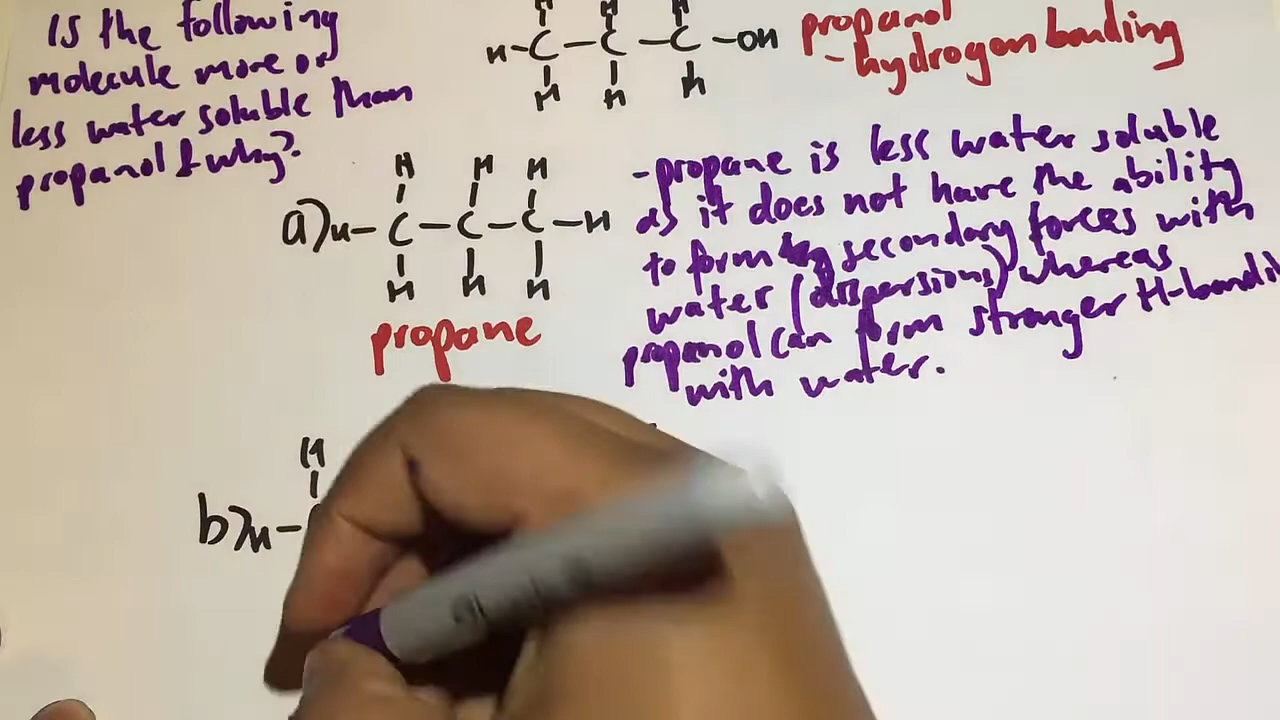 Is the following
molecule more or
less water soluble than
propanol & why?
H H H
H-C-C-C-OH
H H H
propanol
-hydrogen bonding
H H H
a) H-C-C-C-H
H H H
propane
-propane is less water soluble
as it does not have the ability
to form secondary forces with
water (dispersions) whereas
propanol can form stronger H-bondi
with water.
H
b) H-